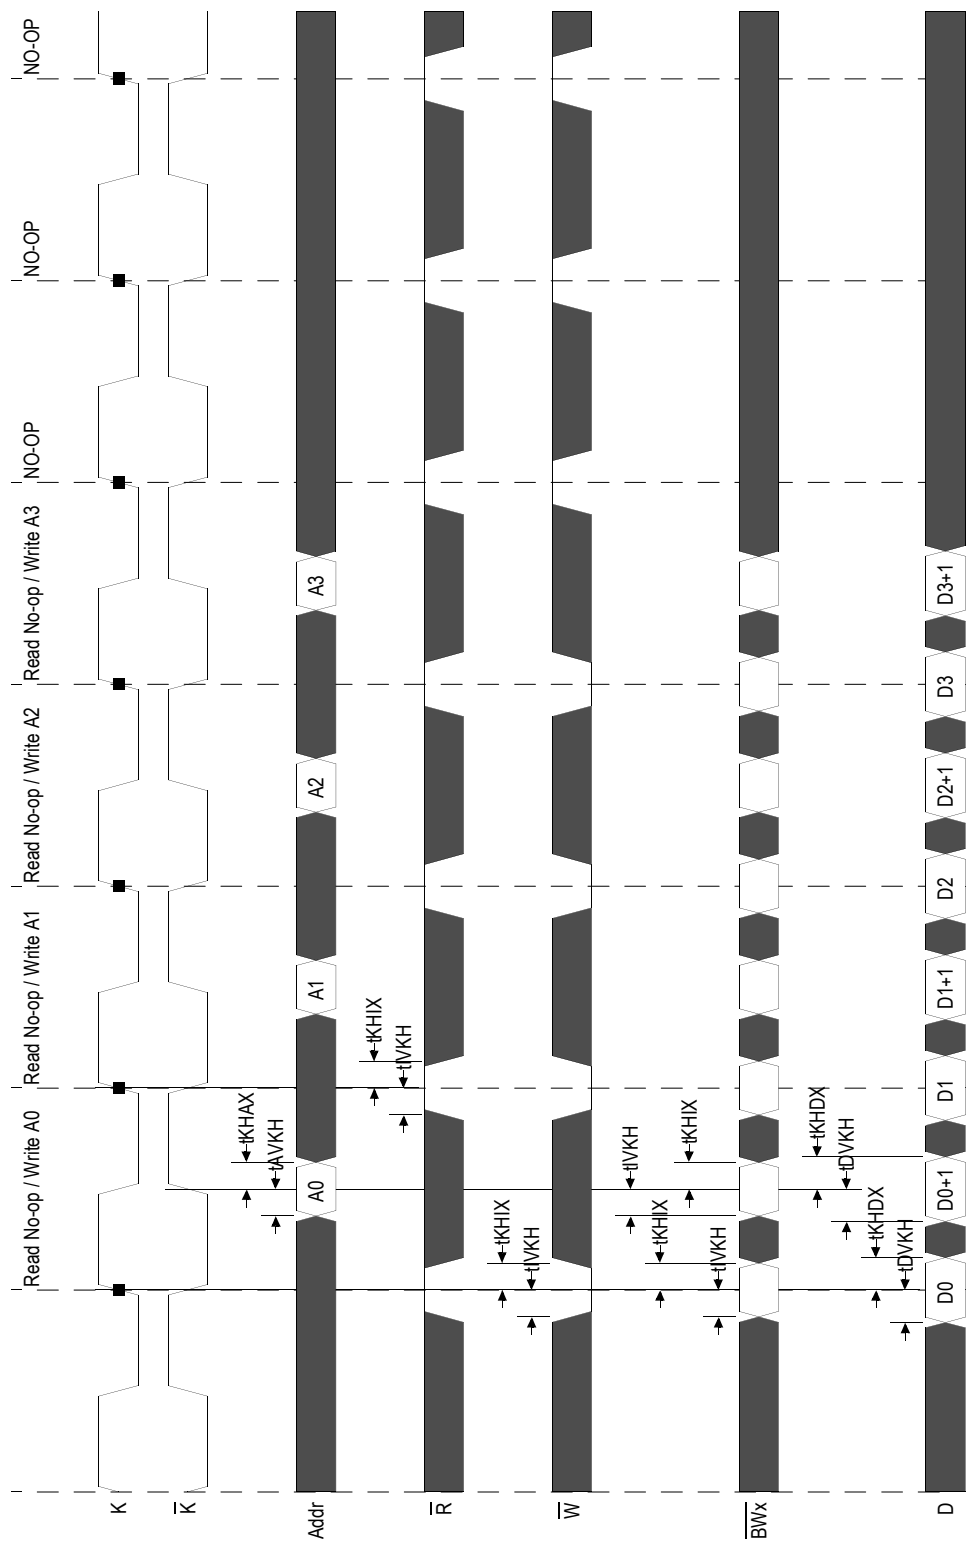 Read No-op / Write A0
Read No-op / Write A1
Read No-op / Write A2
Read No-op / Write A3
NO-OP
NO-OP
NO-OP
K
K
tKHAX
tAVKH
Addr
A0
A1
A2
A3
tKHIX
tIVKH
R
tKHIX
tIVKH
W
tIVKH
tKHIX
tKHIX
tIVKH
BWx
tKHDX
tDVKH
tKHDX
tDVKH
D
D0
D0+1
D1
D1+1
D2
D2+1
D3
D3+1